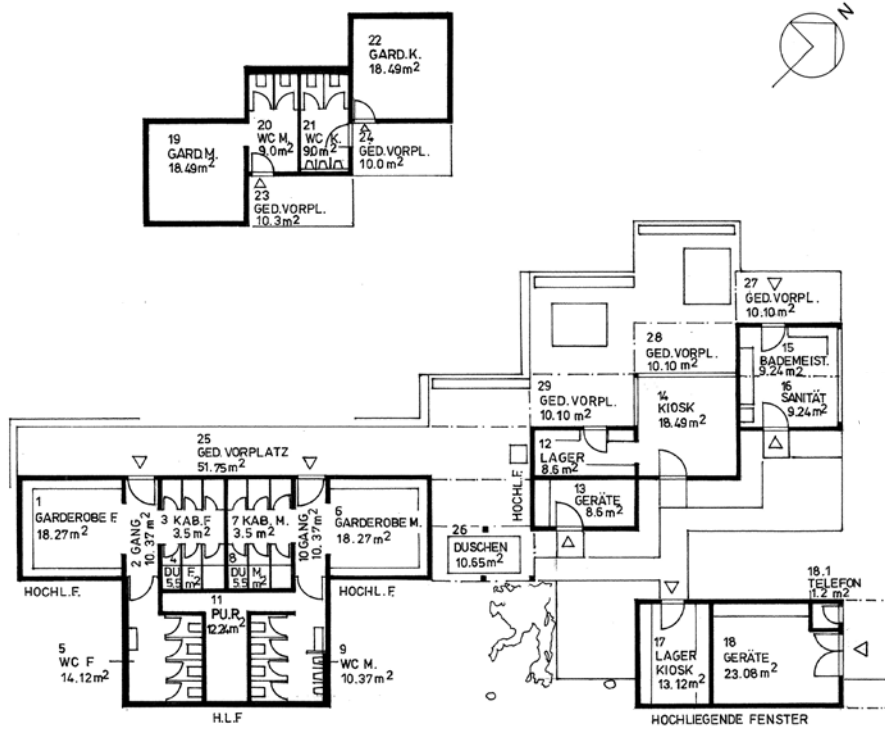 N
22
GARD.K.
18.49m²
19
GARD.M.
18.49m²
20
WC M.
9.0m²
21
WC K.
9.0m²
24
GED.VORPL.
10.0m²
23
GED.VORPL.
10.3m²
27
GED.VORPL.
10.10m²
28
GED.VORPL.
10.10m²
15
BADEMEIST.
9.24m²
16
SANITÄT
9.24m²
29
GED.VORPL.
10.10m²
14
KIOSK
18.49m²
12
LAGER
8.6m²
13
GERÄTE
8.6m²
HOCHL.F.
25
GED.VORPLATZ
51.75m²
1
GARDEROBE F.
18.27m²
2 GANG
10.37m²
3 KAB.F.
3.5m²
7 KAB.M.
3.5m²
4
DU F.
5.5 m²
8
DU M.
5.5 m²
10 GANG
10.37m²
6
GARDEROBE M.
18.27m²
26
DUSCHEN
10.65m²
HOCHL.F.
HOCHL.F.
11
PU.R.
12.24m²
5
WC F
14.12m²
9
WC M.
10.37m²
H.L.F
18.1
TELEFON
1.2 m²
17
LAGER
KIOSK
13.12m²
18
GERÄTE
23.08m²
HOCHLIEGENDE FENSTER